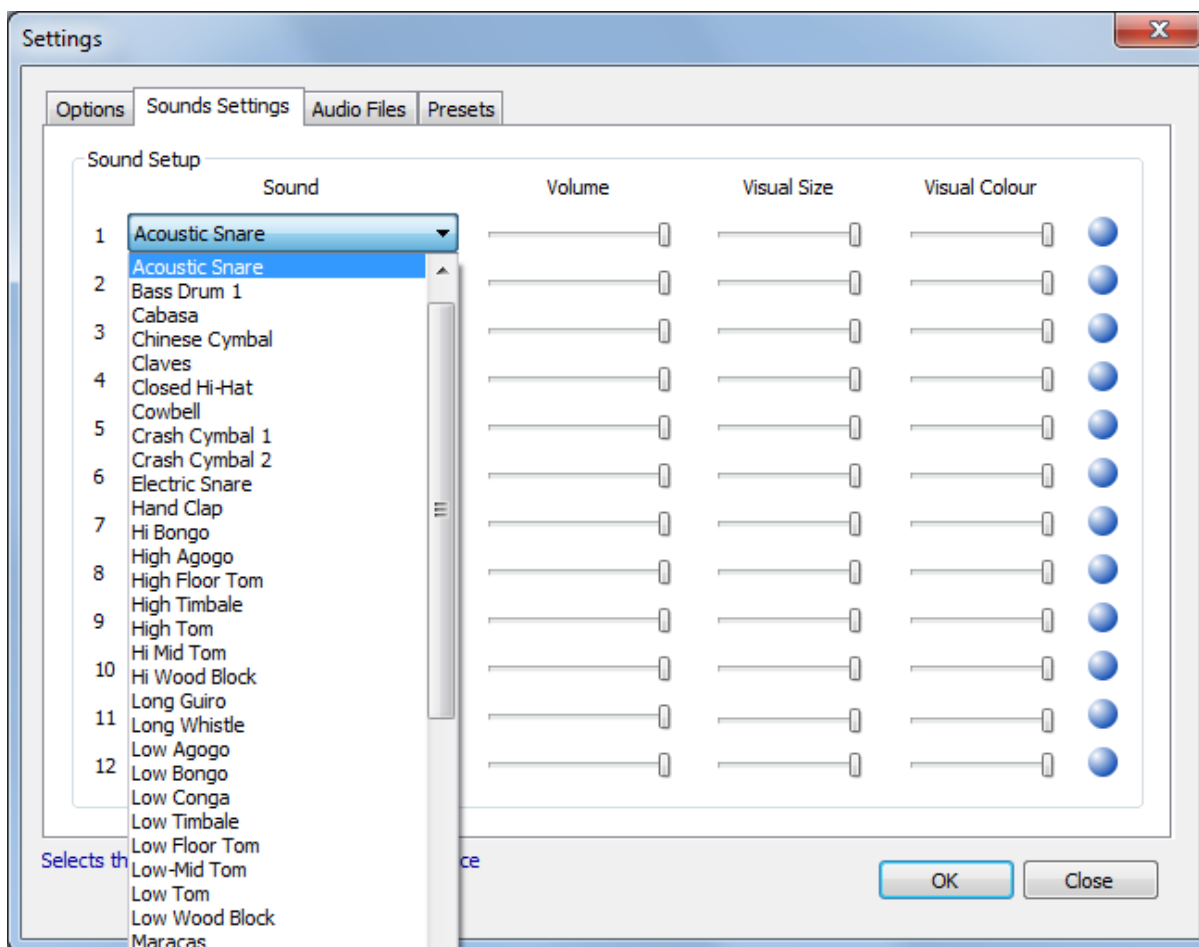 Settings
Options Sounds Settings Audio Files Presets
Sound Setup
Sound Volume Visual Size Visual Colour
1 Acoustic Snare
Acoustic Snare
2
Bass Drum 1
Cabasa
3
Chinese Cymbal
Claves
4
Closed Hi-Hat
Cowbell
5
Crash Cymbal 1
Crash Cymbal 2
6
Electric Snare
Hand Clap
7
Hi Bongo
High Agogo
8
High Floor Tom
High Timbale
9
High Tom
Hi Mid Tom
10
Hi Wood Block
Long Guiro
11
Long Whistle
Low Agogo
12
Low Bongo
Low Conga
Low Timbale
Low Floor Tom
Selects
Low-Mid Tom
Low Tom
Low Wood Block
Maracas
OK Close